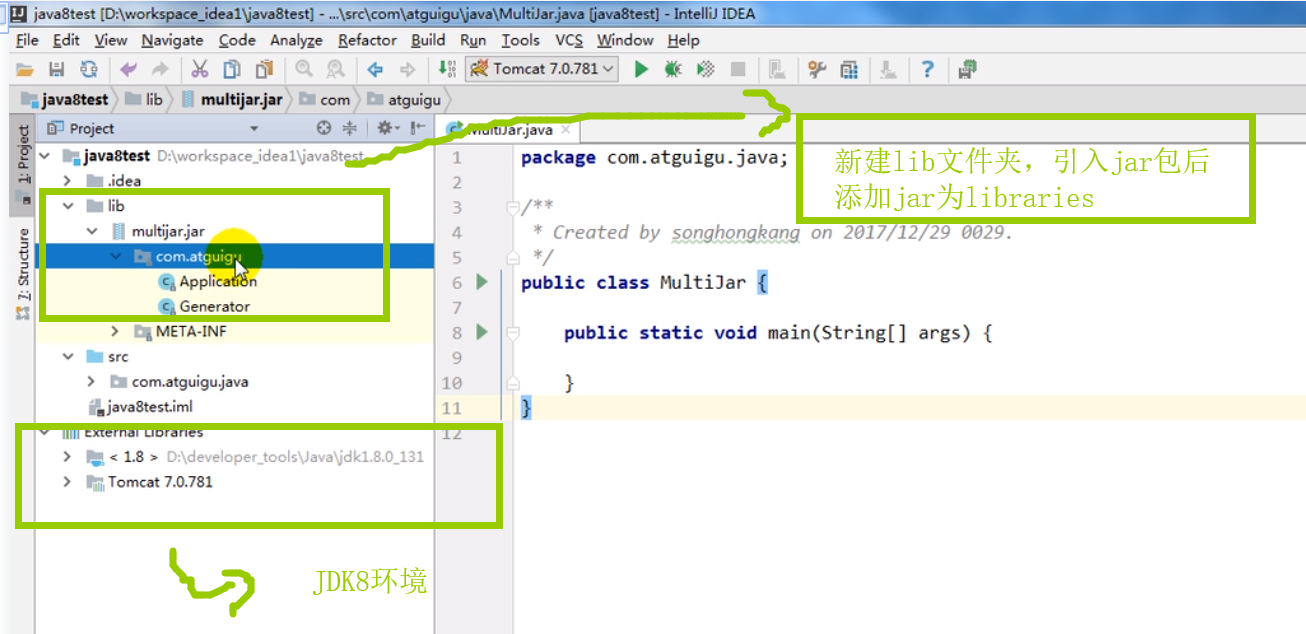 java8test [D:\workspace_idea1\java8test] - ...\src\com\atguigu\java\MultiJar.java [java8test] - IntelliJ IDEA
File Edit View Navigate Code Analyze Refactor Build Run Tools VCS Window Help
Tomcat 7.0.781
java8test lib multijar.jar com atguigu
1: Project
7: Structure
Project
java8test D:\workspace_idea1\java8test
.idea
lib
multijar.jar
com.atguigu
Application
Generator
META-INF
src
com.atguigu.java
java8test.iml
External Libraries
< 1.8 > D:\developer_tools\Java\jdk1.8.0_131
Tomcat 7.0.781
MultiJar.java
1 package com.atguigu.java;
2
3 /**
4 * Created by songhongkang on 2017/12/29 0029.
5 */
6 public class MultiJar {
7
8 public static void main(String[] args) {
9
10 }
11 }
12
新建lib文件夹，引入jar包后
添加jar为libraries
JDK8环境